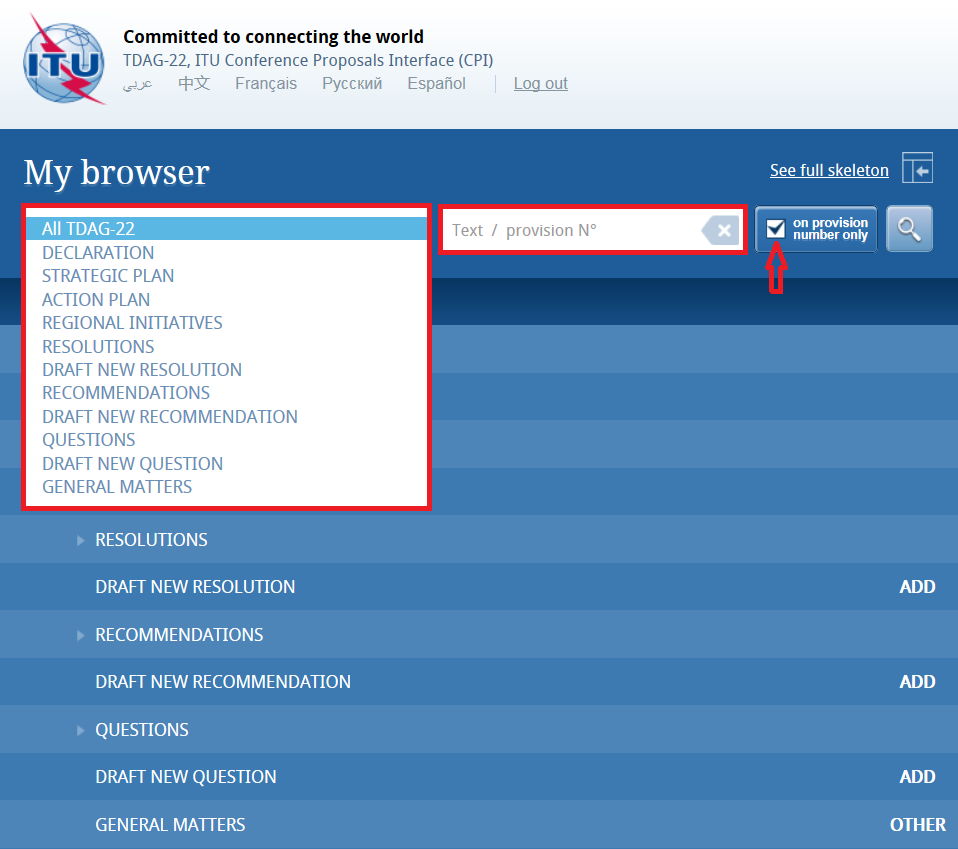 ITU
Committed to connecting the world
TDAG-22, ITU Conference Proposals Interface (CPI)
عربي 中文 Français Русский Español Log out
My browser
See full skeleton
All TDAG-22
DECLARATION
STRATEGIC PLAN
ACTION PLAN
REGIONAL INITIATIVES
RESOLUTIONS
DRAFT NEW RESOLUTION
RECOMMENDATIONS
DRAFT NEW RECOMMENDATION
QUESTIONS
DRAFT NEW QUESTION
GENERAL MATTERS
Text / provision N°
on provision
number only
RESOLUTIONS
DRAFT NEW RESOLUTION ADD
RECOMMENDATIONS
DRAFT NEW RECOMMENDATION ADD
QUESTIONS
DRAFT NEW QUESTION ADD
GENERAL MATTERS OTHER